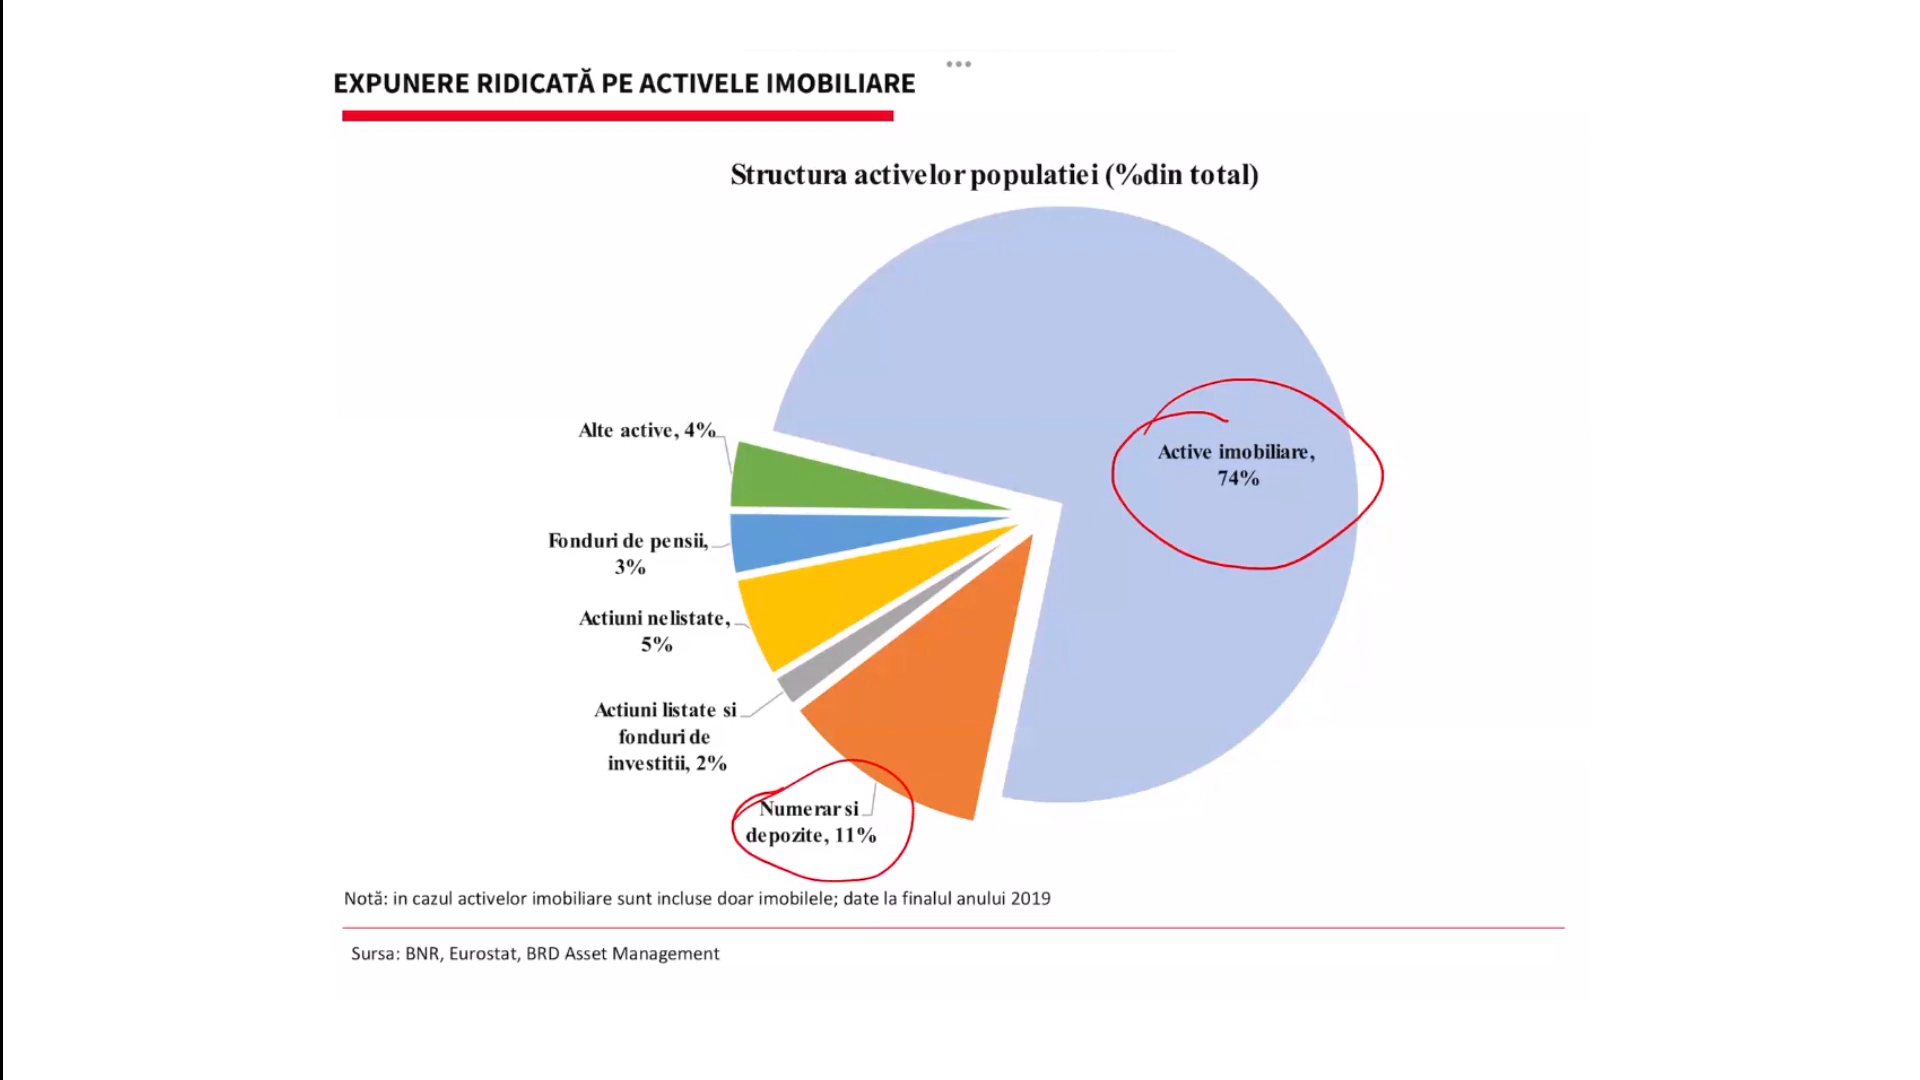 EXPUNERE RIDICATĂ PE ACTIVELE IMOBILIARE
Structura activelor populatiei (%din total)
Alte active, 4%
Active imobiliare,
74%
Fonduri de pensii,
3%
Actiuni nelistate,
5%
Actiuni listate si
fonduri de
investitii, 2%
Numerar si
depozite, 11%
Notă: in cazul activelor imobiliare sunt incluse doar imobilele; date la finalul anului 2019
Sursa: BNR, Eurostat, BRD Asset Management